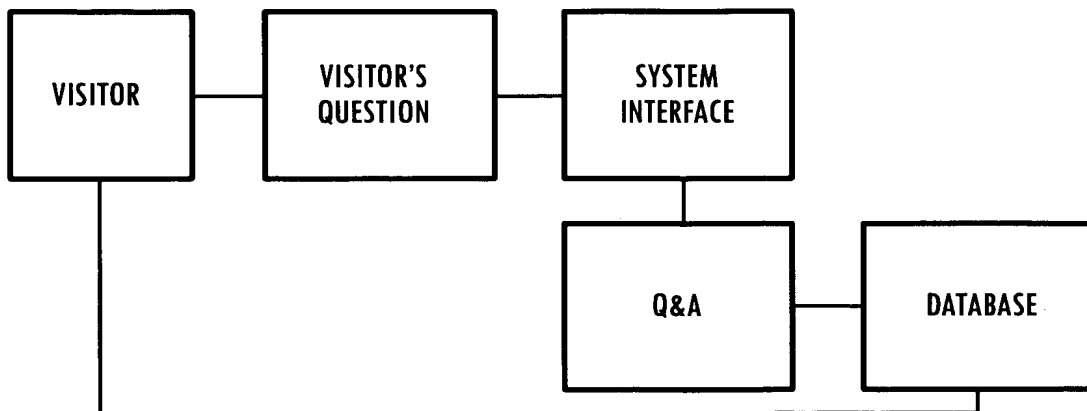 VISITOR
VISITOR'S
QUESTION
SYSTEM
INTERFACE
Q&A
DATABASE